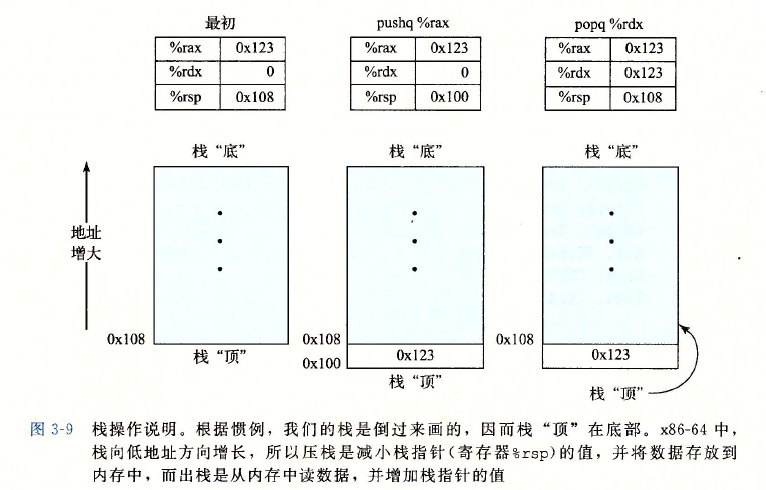 最初
%rax 0x123
%rdx 0
%rsp 0x108
pushq %rax
%rax 0x123
%rdx 0
%rsp 0x100
popq %rdx
%rax 0x123
%rdx 0x123
%rsp 0x108
栈“底” 栈“底” 栈“底”
地址
增大
0x108 0x108 0x108
栈“顶” 0x100 0x123 0x123
栈“顶” 栈“顶”
图 3-9 栈操作说明。根据惯例，我们的栈是倒过来画的，因而栈“顶”在底部。x86-64 中，
栈向低地址方向增长，所以压栈是减小栈指针(寄存器%rsp)的值，并将数据存放到
内存中，而出栈是从内存中读数据，并增加栈指针的值